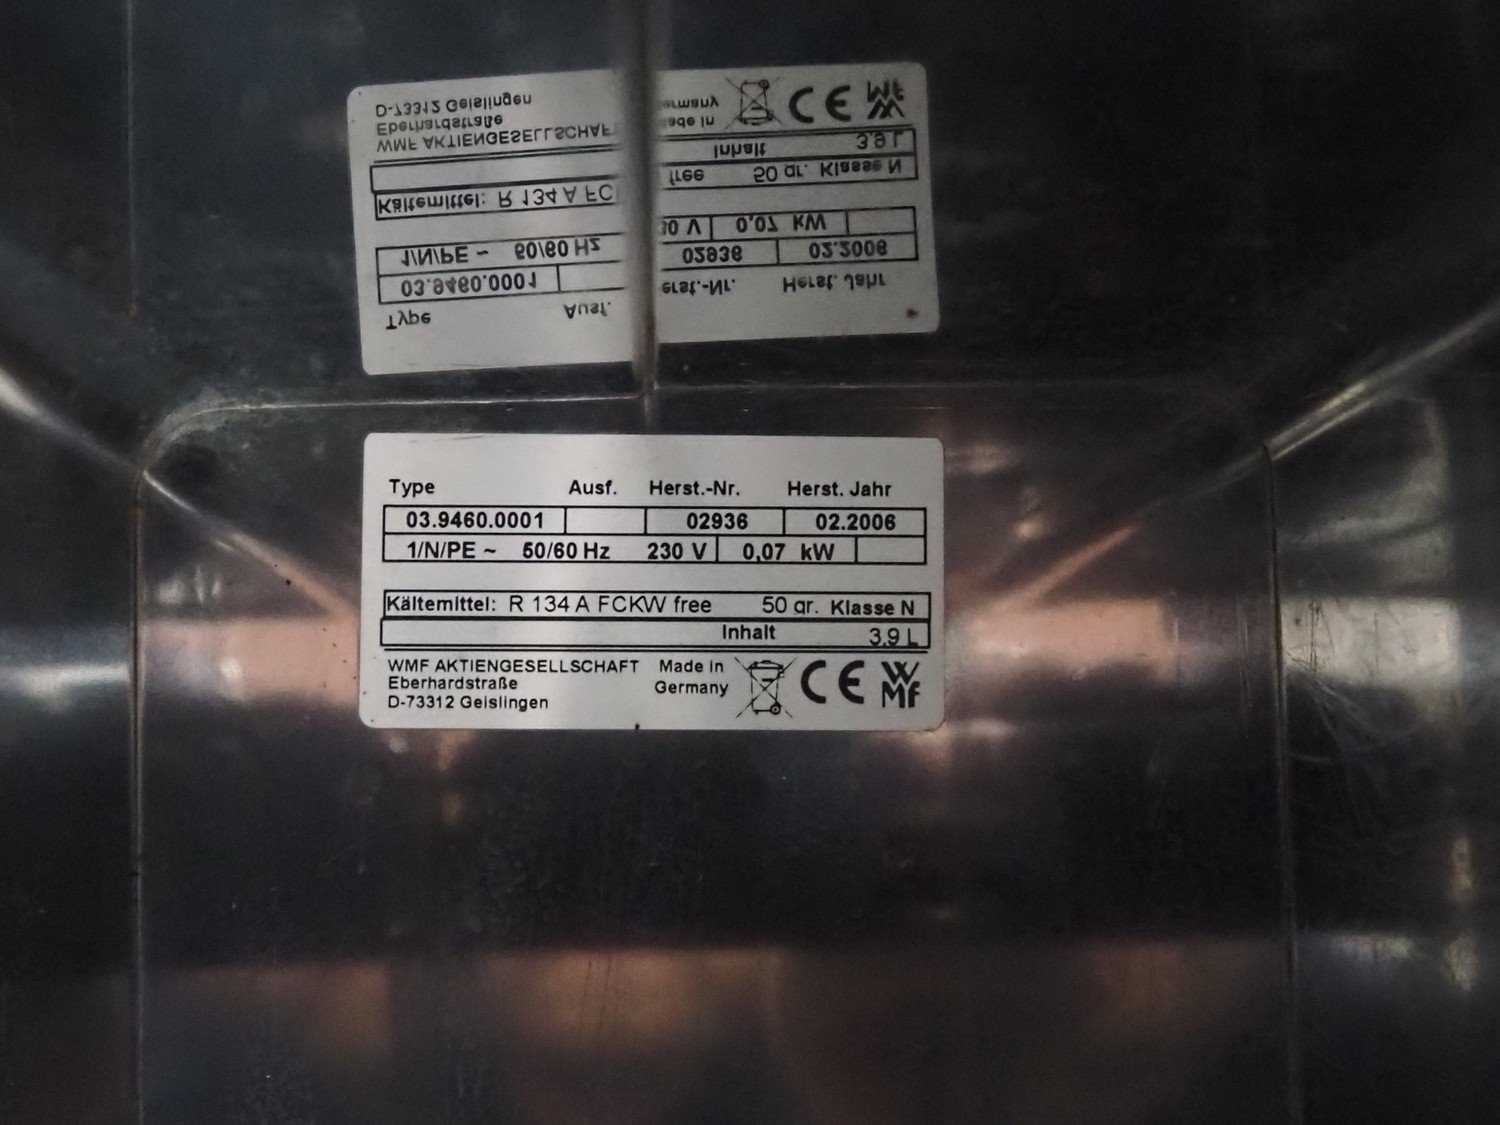 Type Ausf. Herst.-Nr. Herst. Jahr
03.9460.0001 02936 02.2006
1/N/PE ~ 50/60 Hz 230 V 0,07 kW
Kältemittel: R 134 A FCKW free 50 gr. Klasse N
Inhalt 3,9 L
WMF AKTIENGESELLSCHAFT Made in
Eberhardstraße Germany
D-73312 Geislingen
CE WMF